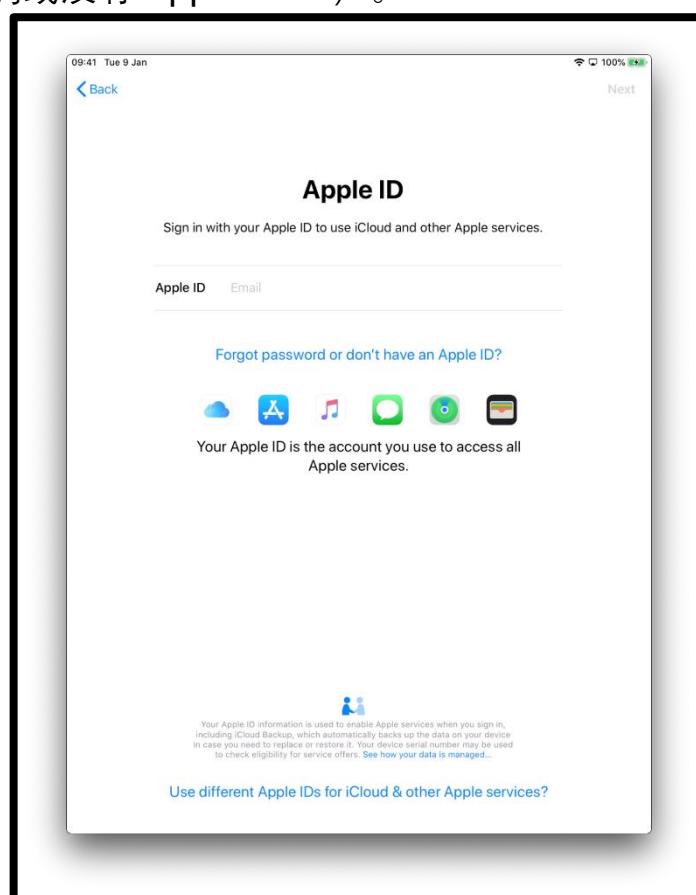 09:41 Tue 9 Jan
100%
Back
Next
Apple ID
Sign in with your Apple ID to use iCloud and other Apple services.
Apple ID Email
Forgot password or don't have an Apple ID?
Your Apple ID is the account you use to access all
Apple services.
Your Apple ID information is used to enable Apple services when you sign in,
including iCloud Backup, which automatically backs up the data on your device
in case you need to replace or restore it. Your device serial number may be used
to check eligibility for service offers. See how your data is managed...
Use different Apple IDs for iCloud & other Apple services?